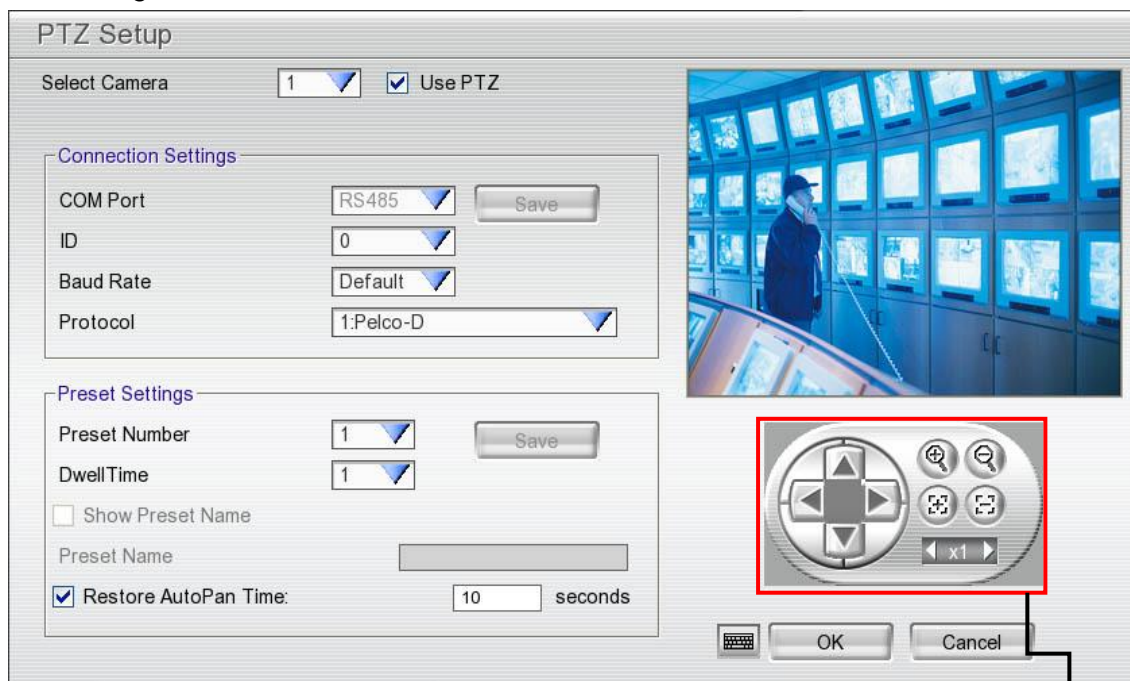 PTZ Setup
Select Camera 1 Use PTZ
Connection Settings
COM Port RS485 Save
ID 0
Baud Rate Default
Protocol 1:Pelco-D
Preset Settings
Preset Number 1 Save
DwellTime 1
Show Preset Name
Preset Name
Restore AutoPan Time: 10 seconds
x1
OK Cancel